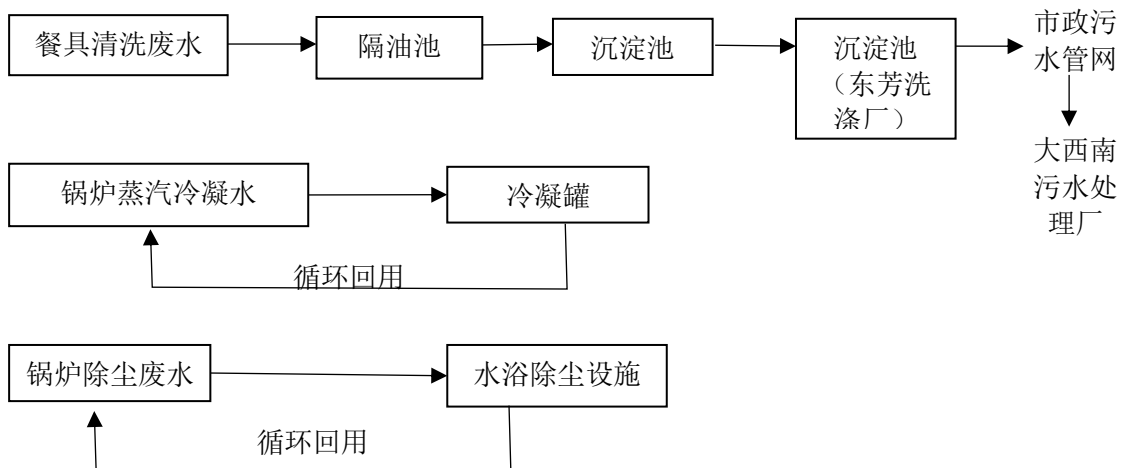 餐具清洗废水
隔油池
沉淀池
沉淀池
（东芳洗
涤厂）
市政污
水管网
大西南
污水处
理厂
锅炉蒸汽冷凝水
冷凝罐
循环回用
锅炉除尘废水
水浴除尘设施
循环回用